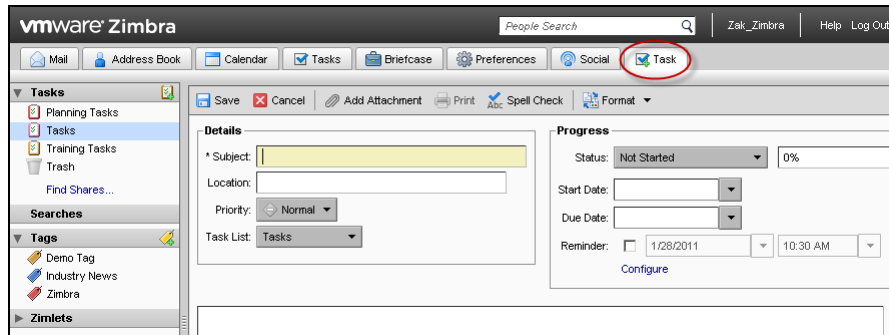 vmware Zimbra People Search Zak_Zimbra Help Log Out
Mail Address Book Calendar Tasks Briefcase Preferences Social Task
Tasks
Planning Tasks
Tasks
Training Tasks
Trash
Find Shares...
Searches
Tags
Demo Tag
Industry News
Zimbra
Zimlets
Save Cancel Add Attachment Print Abc Spell Check Format
Details
* Subject:
Location:
Priority: Normal
Task List: Tasks
Progress
Status: Not Started 0%
Start Date:
Due Date:
Reminder: 1/28/2011 10:30 AM
Configure